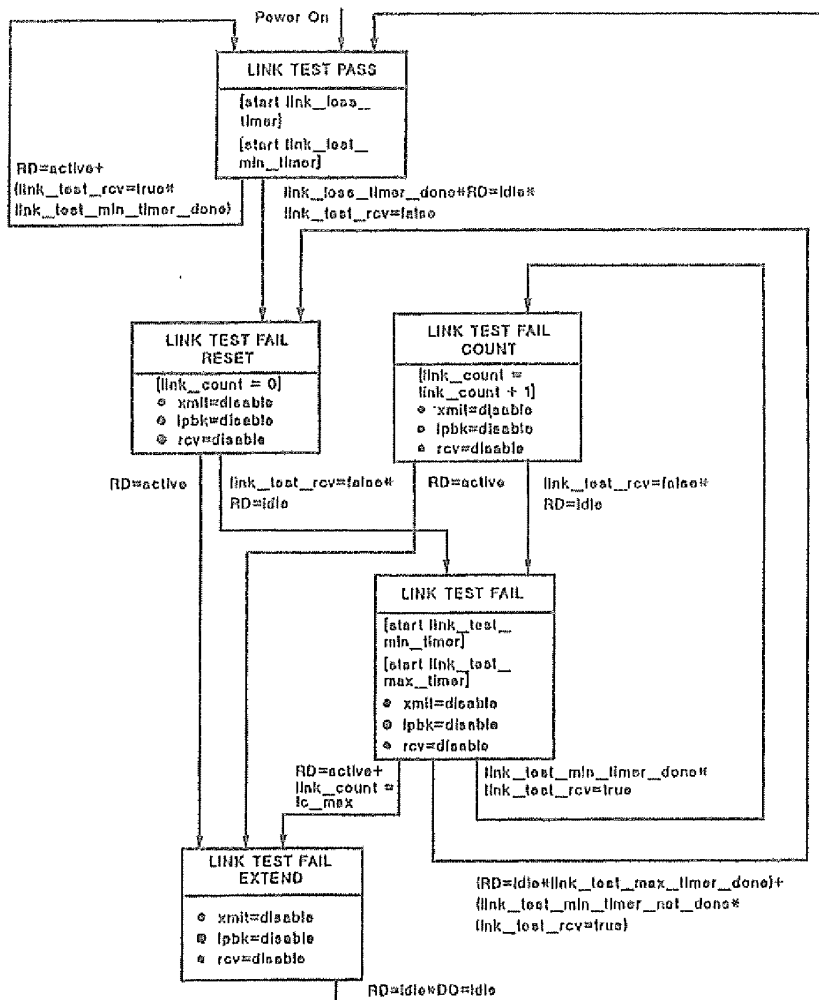 Power On
LINK TEST PASS
[start link_loss_
timer]
[start link_test_
min_timer]
RD=active+
(link_test_rcv=true*
link_test_min_timer_done)
link_loss_timer_done*RD=idle*
link_test_rcv=false
LINK TEST FAIL
RESET
[link_count = 0]
• xmit=disable
• lpbk=disable
• rcv=disable
LINK TEST FAIL
COUNT
[link_count =
link_count + 1]
• xmit=disable
• lpbk=disable
• rcv=disable
RD=active
link_test_rcv=false*
RD=idle
RD=active
link_test_rcv=false*
RD=idle
LINK TEST FAIL
[start link_test_
min_timer]
[start link_test_
max_timer]
• xmit=disable
• lpbk=disable
• rcv=disable
RD=active+
link_count =
lc_max
link_test_min_timer_done*
link_test_rcv=true
LINK TEST FAIL
EXTEND
• xmit=disable
• lpbk=disable
• rcv=disable
(RD=idle*link_test_max_timer_done)+
(link_test_min_timer_not_done*
link_test_rcv=true)
RD=idle*DO=idle